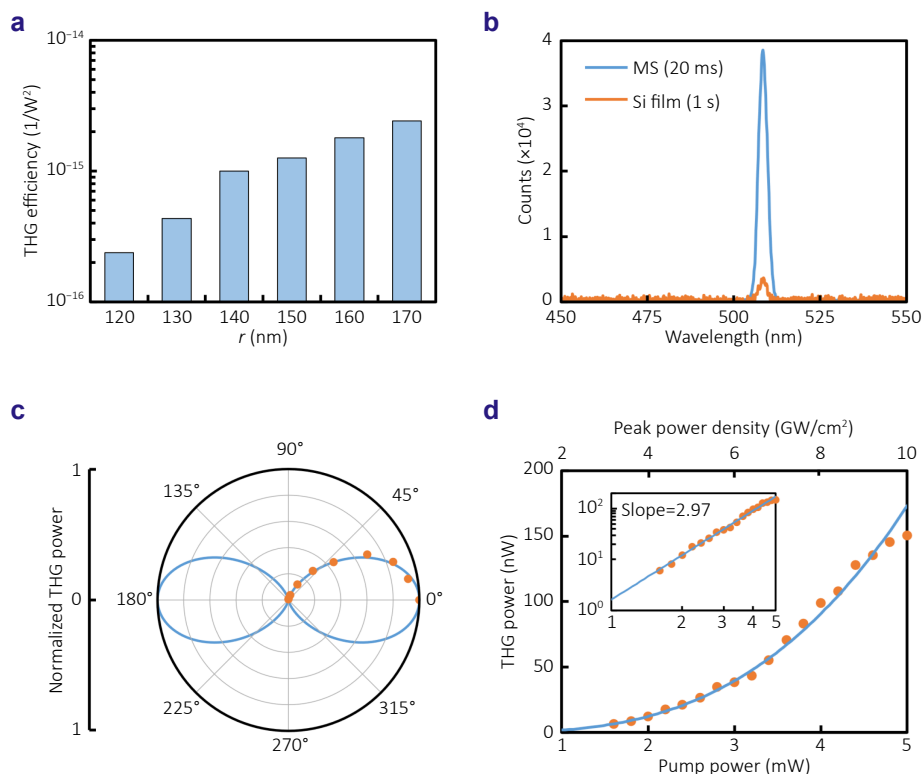 a
THG efficiency (1/W²)
10⁻¹⁴
10⁻¹⁵
10⁻¹⁶
120 130 140 150 160 170
r (nm)
b
Counts (×10⁴)
4
3
2
1
0
MS (20 ms)
Si film (1 s)
450 475 500 525 550
Wavelength (nm)
c
Normalized THG power
1
0
1
90°
135° 45°
180° 0°
225° 315°
270°
d
Peak power density (GW/cm²)
2 4 6 8 10
THG power (nW)
200
150
100
50
0
Slope=2.97
10²
10¹
10⁰
1 2 3 4 5
1 2 3 4 5
Pump power (mW)